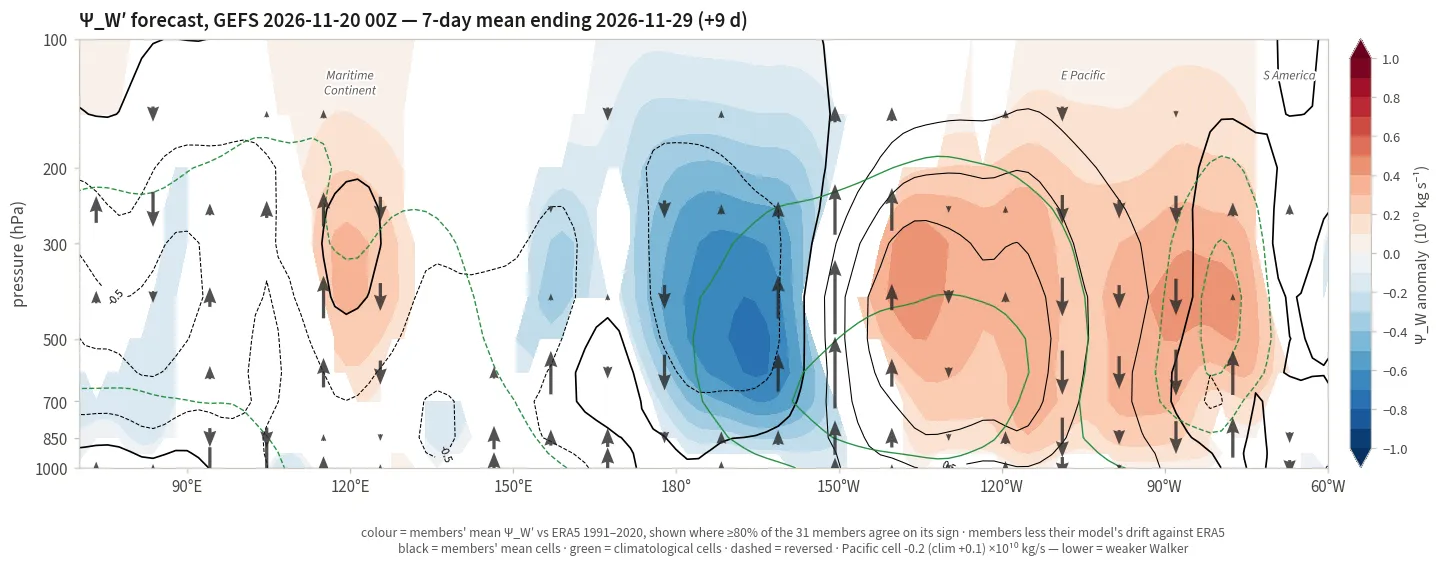 Ψ_W′ forecast, GEFS 2026-11-20 00Z — 7-day mean ending 2026-11-29 (+9 d)
100
200
300
500
700
850
1000
pressure (hPa)
Maritime
Continent
E Pacific
S America
-0.5
0.5
90°E
120°E
150°E
180°
150°W
120°W
90°W
60°W
1.0
0.8
0.6
0.4
0.2
0.0
−0.2
−0.4
−0.6
−0.8
−1.0
Ψ_W anomaly (10¹⁰ kg s⁻¹)
colour = members' mean Ψ_W′ vs ERA5 1991–2020, shown where ≥80% of the 31 members agree on its sign · members less their model's drift against ERA5
black = members' mean cells · green = climatological cells · dashed = reversed · Pacific cell -0.2 (clim +0.1) ×10¹⁰ kg/s — lower = weaker Walker